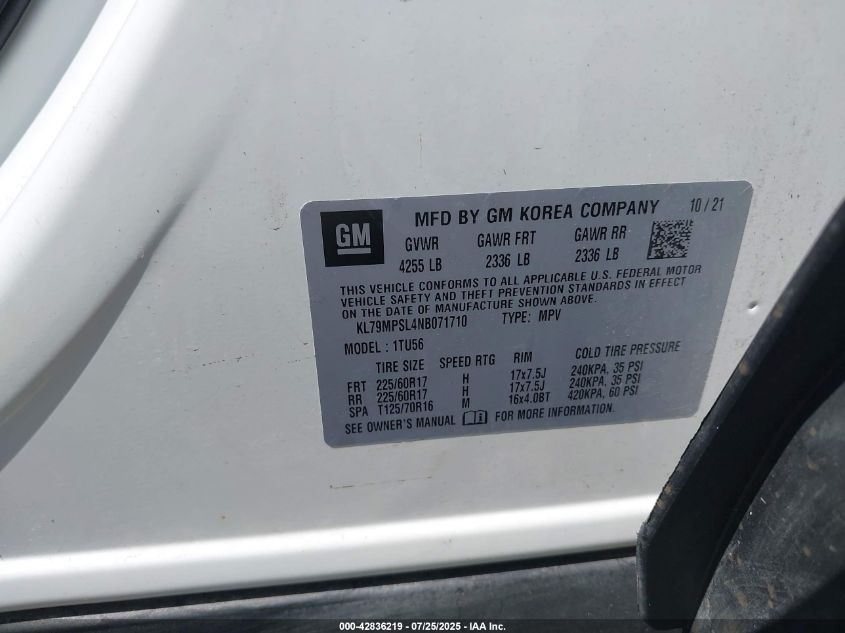 GM
MFD BY GM KOREA COMPANY 10 / 21
GVWR GAWR FRT GAWR RR
4255 LB 2336 LB 2336 LB
THIS VEHICLE CONFORMS TO ALL APPLICABLE U.S. FEDERAL MOTOR
VEHICLE SAFETY AND THEFT PREVENTION STANDARDS IN EFFECT
ON THE DATE OF MANUFACTURE SHOWN ABOVE.
KL79MPSL4NB071710 TYPE: MPV
MODEL : 1TU56
TIRE SIZE SPEED RTG RIM COLD TIRE PRESSURE
FRT 225/60R17 H 17x7.5J 240KPA, 35 PSI
RR 225/60R17 H 17x7.5J 240KPA, 35 PSI
SPA T125/70R16 M 16x4.0BT 420KPA, 60 PSI
SEE OWNER'S MANUAL FOR MORE INFORMATION.
000-42836219 - 07/25/2025 - IAA Inc.